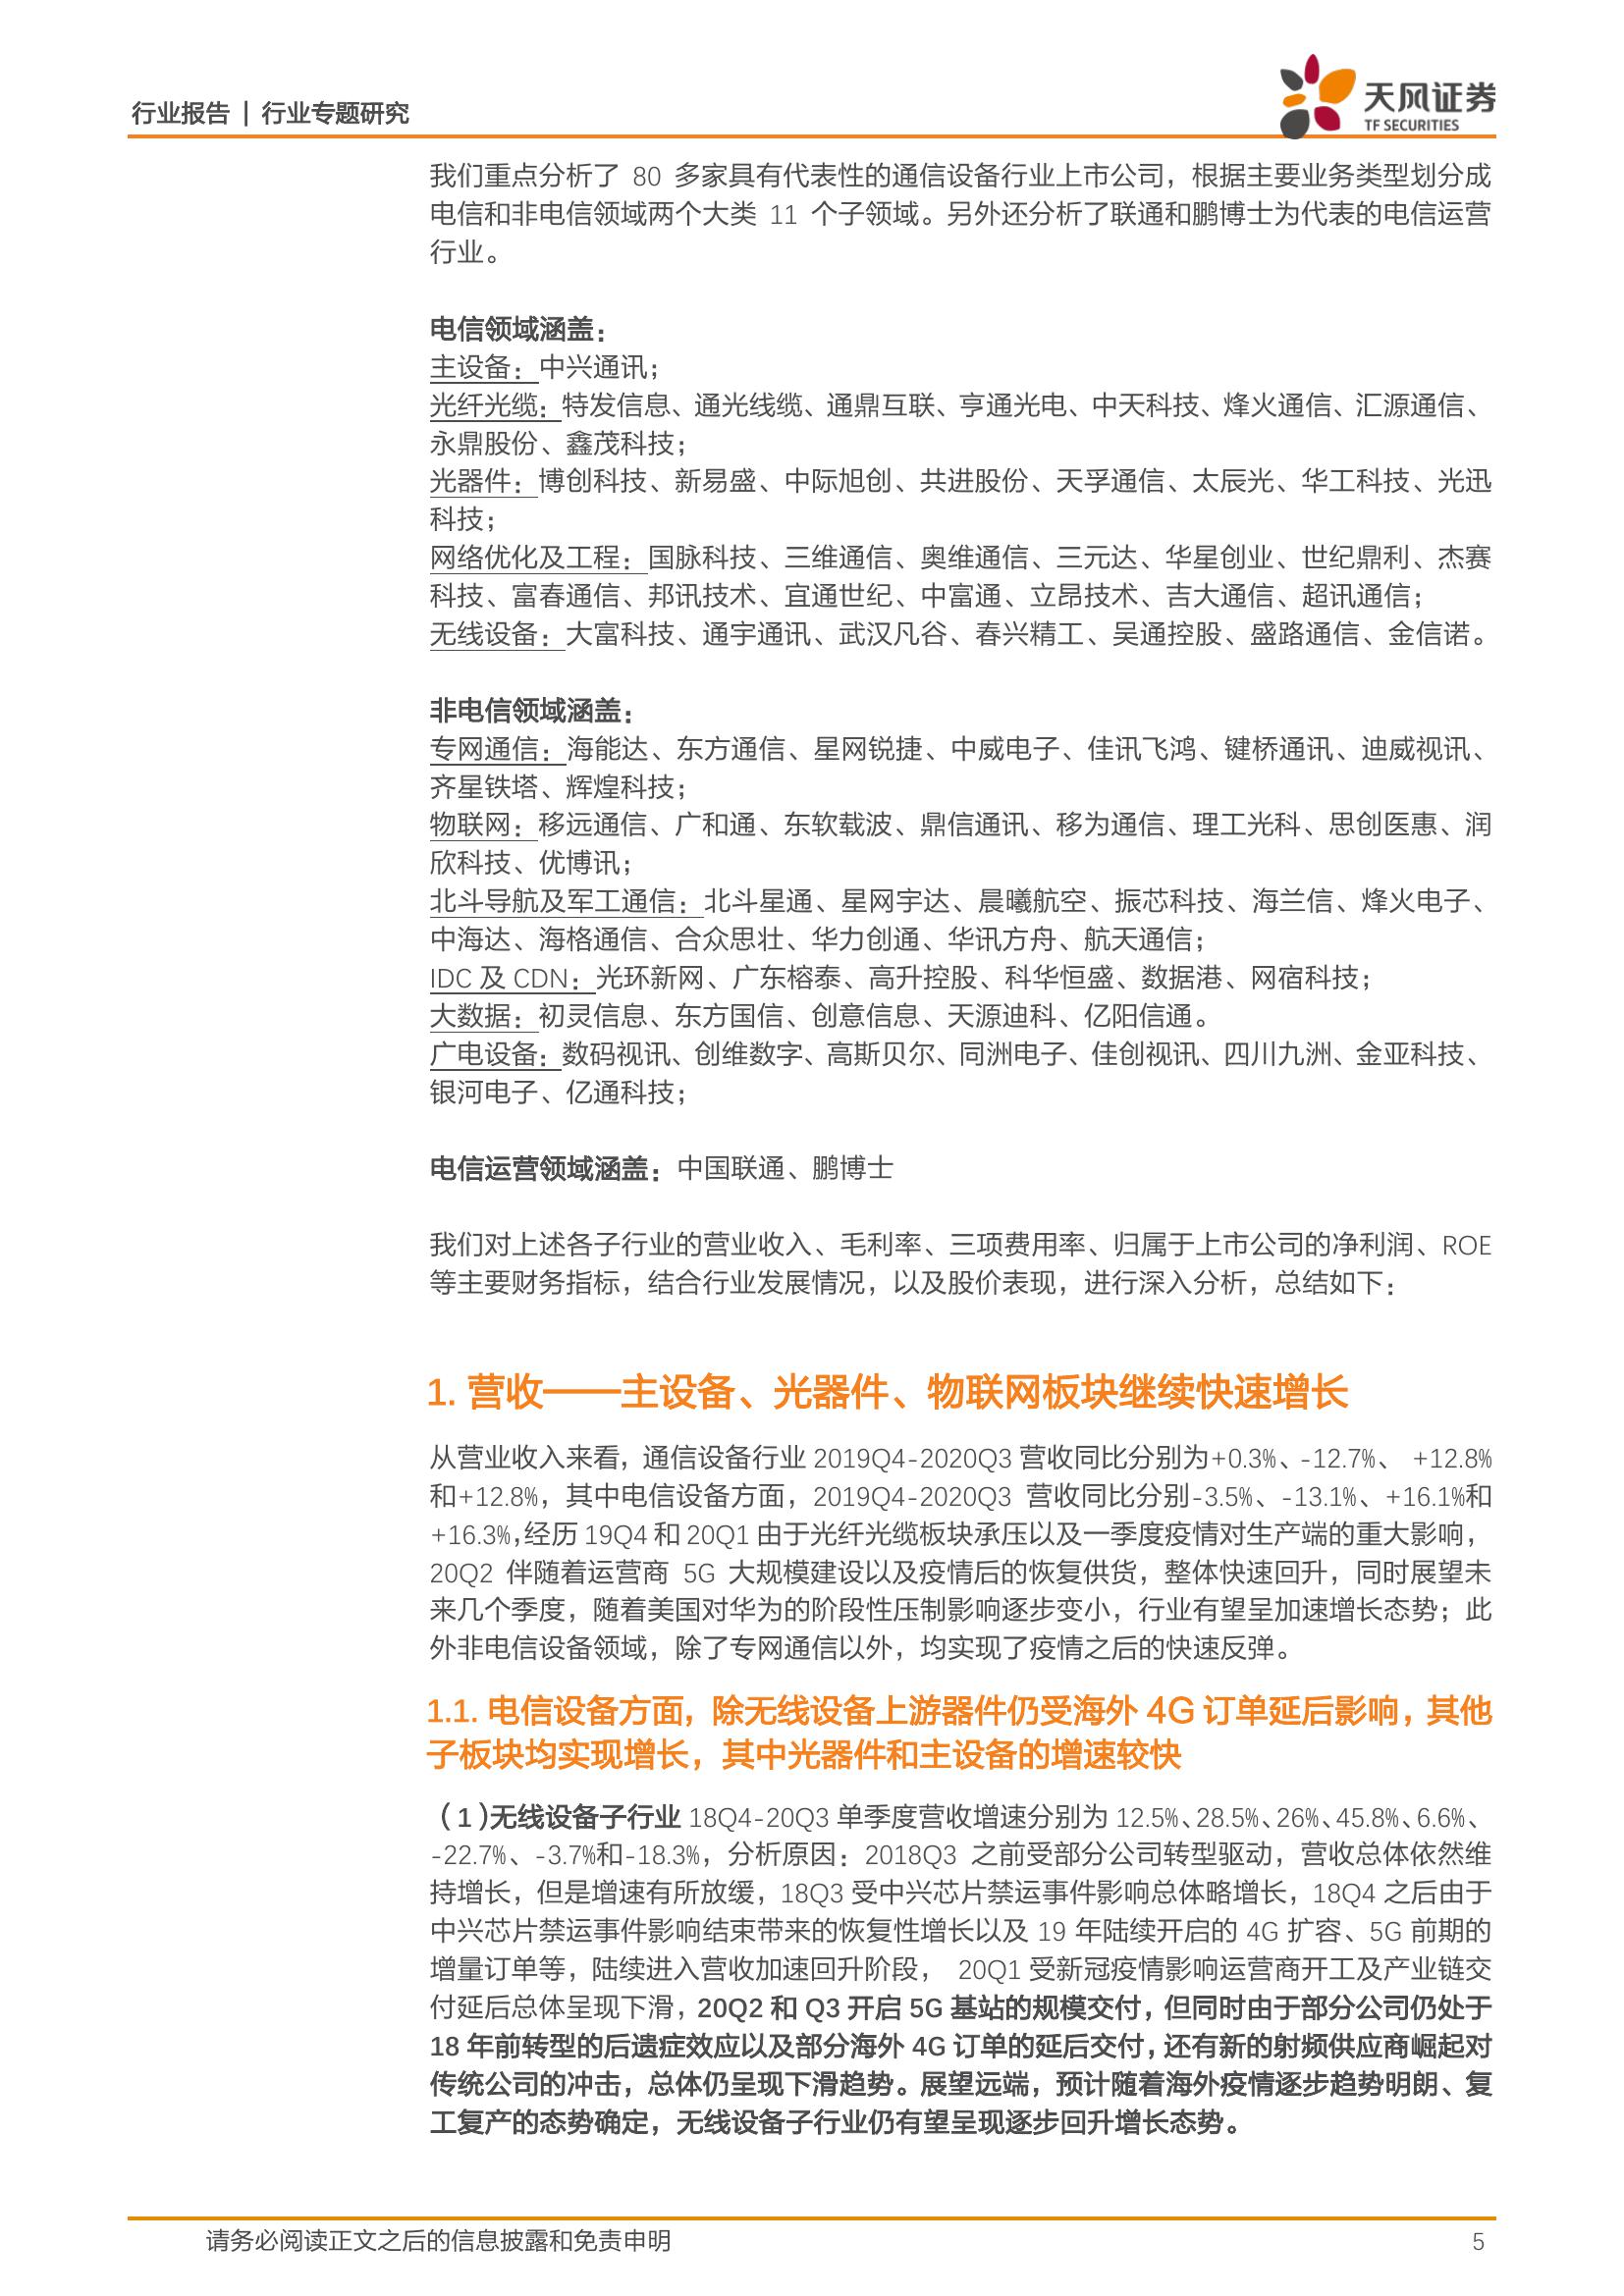 行业报告 | 行业专题研究
天风证券
TF SECURITIES
我们重点分析了 80 多家具有代表性的通信设备行业上市公司，根据主要业务类型划分成
电信和非电信领域两个大类 11 个子领域。另外还分析了联通和鹏博士为代表的电信运营
行业。
电信领域涵盖：
主设备：中兴通讯；
光纤光缆：特发信息、通光线缆、通鼎互联、亨通光电、中天科技、烽火通信、汇源通信、
永鼎股份、鑫茂科技；
光器件：博创科技、新易盛、中际旭创、共进股份、天孚通信、太辰光、华工科技、光迅
科技；
网络优化及工程：国脉科技、三维通信、奥维通信、三元达、华星创业、世纪鼎利、杰赛
科技、富春通信、邦讯技术、宜通世纪、中富通、立昂技术、吉大通信、超讯通信；
无线设备：大富科技、通宇通讯、武汉凡谷、春兴精工、吴通控股、盛路通信、金信诺。
非电信领域涵盖：
专网通信：海能达、东方通信、星网锐捷、中威电子、佳讯飞鸿、键桥通讯、迪威视讯、
齐星铁塔、辉煌科技；
物联网：移远通信、广和通、东软载波、鼎信通讯、移为通信、理工光科、思创医惠、润
欣科技、优博讯；
北斗导航及军工通信：北斗星通、星网宇达、晨曦航空、振芯科技、海兰信、烽火电子、
中海达、海格通信、合众思壮、华力创通、华讯方舟、航天通信；
IDC 及 CDN：光环新网、广东榕泰、高升控股、科华恒盛、数据港、网宿科技；
大数据：初灵信息、东方国信、创意信息、天源迪科、亿阳信通。
广电设备：数码视讯、创维数字、高斯贝尔、同洲电子、佳创视讯、四川九洲、金亚科技、
银河电子、亿通科技；
电信运营领域涵盖：中国联通、鹏博士
我们对上述各子行业的营业收入、毛利率、三项费用率、归属于上市公司的净利润、ROE
等主要财务指标，结合行业发展情况，以及股价表现，进行深入分析，总结如下：
1. 营收——主设备、光器件、物联网板块继续快速增长
从营业收入来看，通信设备行业 2019Q4-2020Q3 营收同比分别为+0.3%、-12.7%、 +12.8%
和+12.8%，其中电信设备方面，2019Q4-2020Q3 营收同比分别-3.5%、-13.1%、+16.1%和
+16.3%，经历 19Q4 和 20Q1 由于光纤光缆板块承压以及一季度疫情对生产端的重大影响，
20Q2 伴随着运营商 5G 大规模建设以及疫情后的恢复供货，整体快速回升，同时展望未
来几个季度，随着美国对华为的阶段性压制影响逐步变小，行业有望呈加速增长态势；此
外非电信设备领域，除了专网通信以外，均实现了疫情之后的快速反弹。
1.1. 电信设备方面，除无线设备上游器件仍受海外 4G 订单延后影响，其他
子板块均实现增长，其中光器件和主设备的增速较快
（1）无线设备子行业 18Q4-20Q3 单季度营收增速分别为 12.5%、28.5%、26%、45.8%、6.6%、
-22.7%、-3.7%和-18.3%，分析原因：2018Q3 之前受部分公司转型驱动，营收总体依然维
持增长，但是增速有所放缓，18Q3 受中兴芯片禁运事件影响总体略增长，18Q4 之后由于
中兴芯片禁运事件影响结束带来的恢复性增长以及 19 年陆续开启的 4G 扩容、5G 前期的
增量订单等，陆续进入营收加速回升阶段， 20Q1 受新冠疫情影响运营商开工及产业链交
付延后总体呈现下滑，20Q2 和 Q3 开启 5G 基站的规模交付，但同时由于部分公司仍处于
18 年前转型的后遗症效应以及部分海外 4G 订单的延后交付，还有新的射频供应商崛起对
传统公司的冲击，总体仍呈现下滑趋势。展望远端，预计随着海外疫情逐步趋势明朗、复
工复产的态势确定，无线设备子行业仍有望呈现逐步回升增长态势。
请务必阅读正文之后的信息披露和免责申明
5